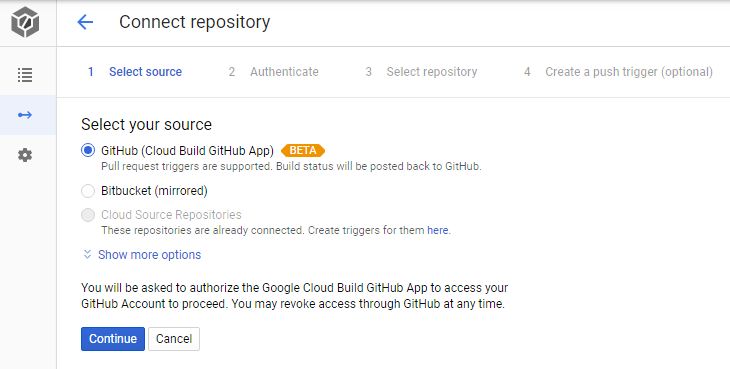 Connect repository
1 Select source 2 Authenticate 3 Select repository 4 Create a push trigger (optional)
Select your source
GitHub (Cloud Build GitHub App) BETA
Pull request triggers are supported. Build status will be posted back to GitHub.
Bitbucket (mirrored)
Cloud Source Repositories
These repositories are already connected. Create triggers for them here.
Show more options
You will be asked to authorize the Google Cloud Build GitHub App to access your
GitHub Account to proceed. You may revoke access through GitHub at any time.
Continue Cancel